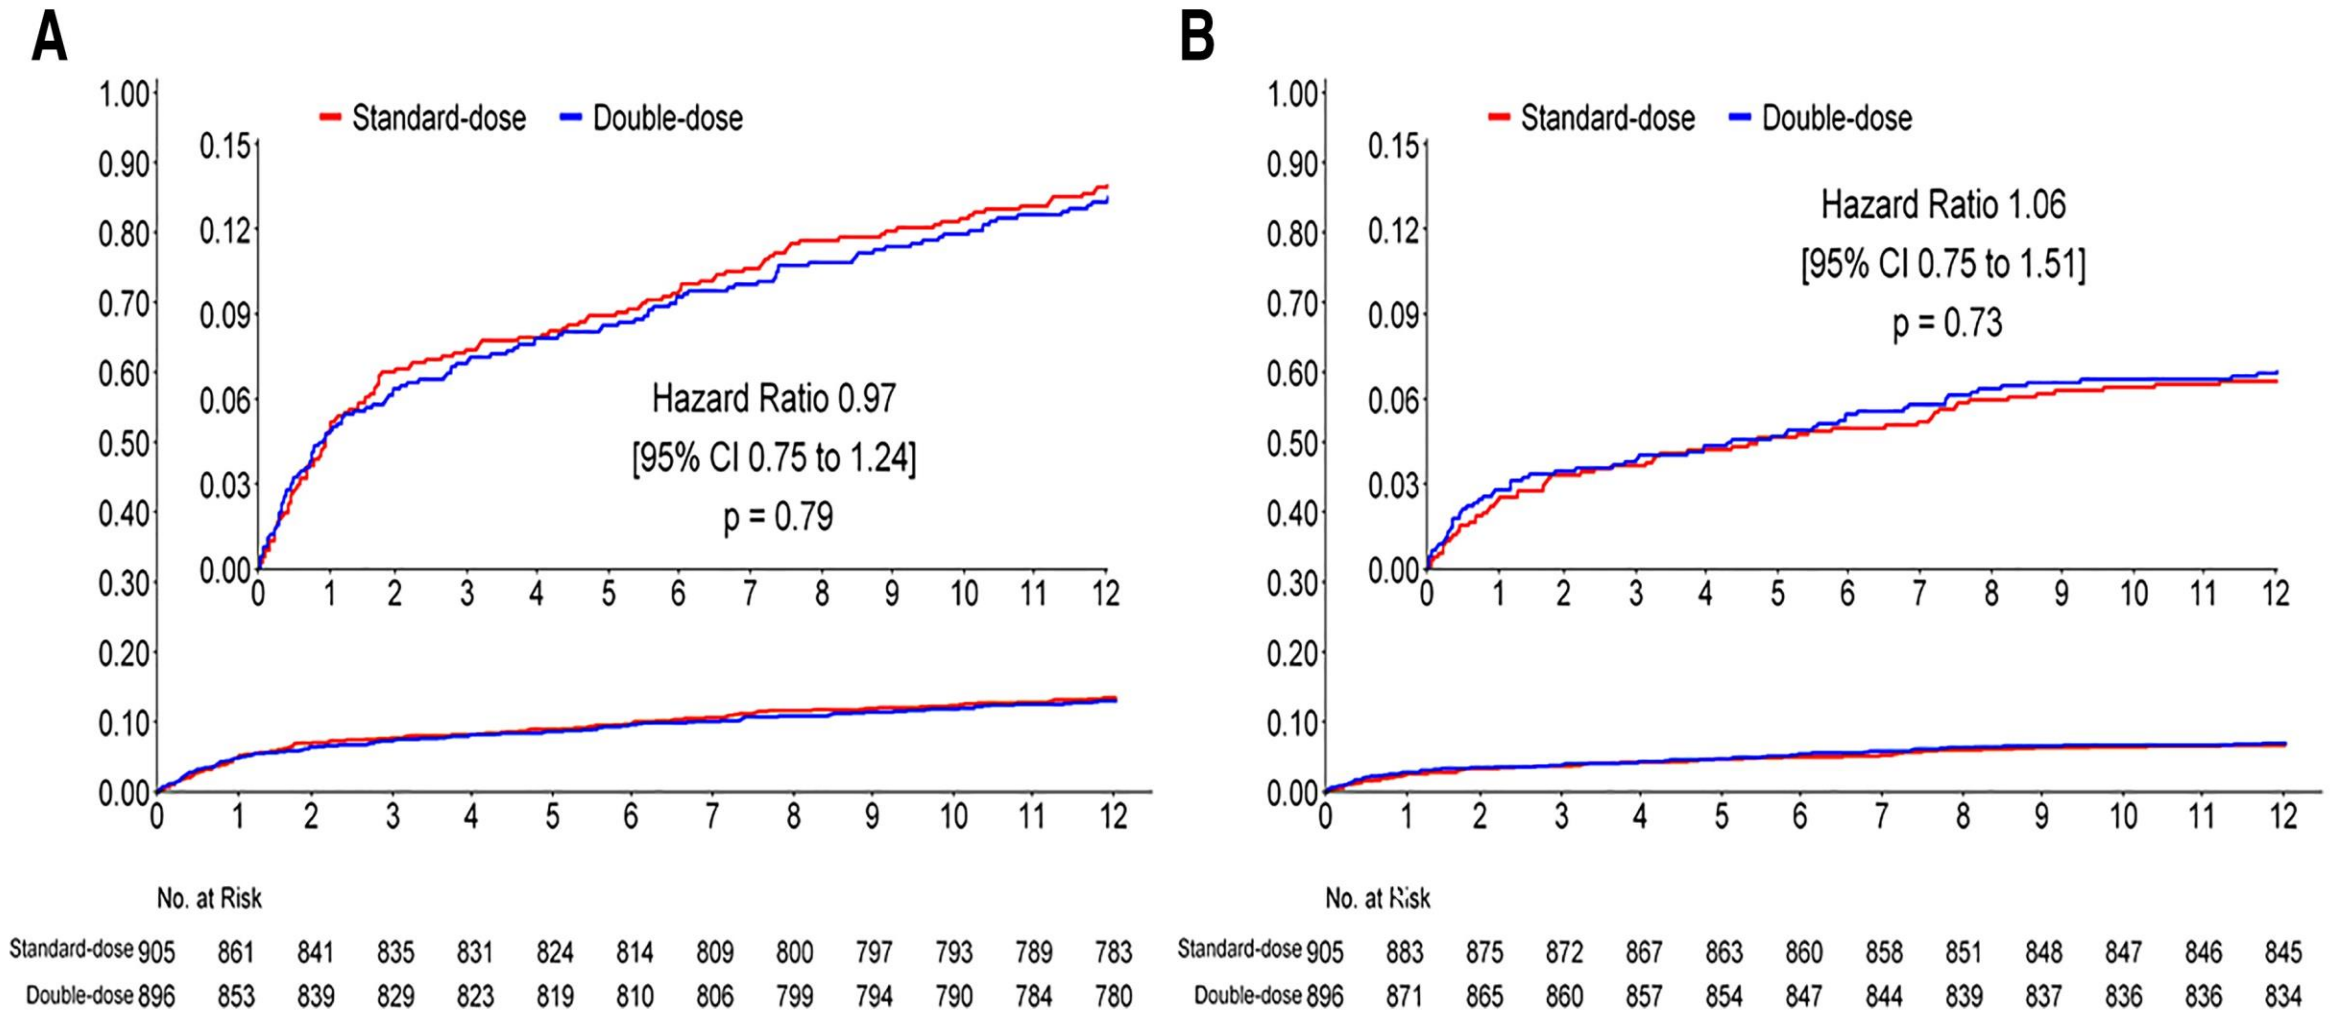 A
Standard-dose Double-dose
1.00
0.90
0.80
0.70
0.60
0.50
0.40
0.30
0.20
0.10
0.00
0.15
0.12
0.09
0.06
0.03
0.00
Hazard Ratio 0.97
[95% CI 0.75 to 1.24]
p = 0.79
0 1 2 3 4 5 6 7 8 9 10 11 12
0 1 2 3 4 5 6 7 8 9 10 11 12
No. at Risk
Standard-dose 905 861 841 835 831 824 814 809 800 797 793 789 783
Double-dose 896 853 839 829 823 819 810 806 799 794 790 784 780
B
Standard-dose Double-dose
1.00
0.90
0.80
0.70
0.60
0.50
0.40
0.30
0.20
0.10
0.00
0.15
0.12
0.09
0.06
0.03
0.00
Hazard Ratio 1.06
[95% CI 0.75 to 1.51]
p = 0.73
0 1 2 3 4 5 6 7 8 9 10 11 12
0 1 2 3 4 5 6 7 8 9 10 11 12
No. at Risk
Standard-dose 905 883 875 872 867 863 860 858 851 848 847 846 845
Double-dose 896 871 865 860 857 854 847 844 839 837 836 836 834